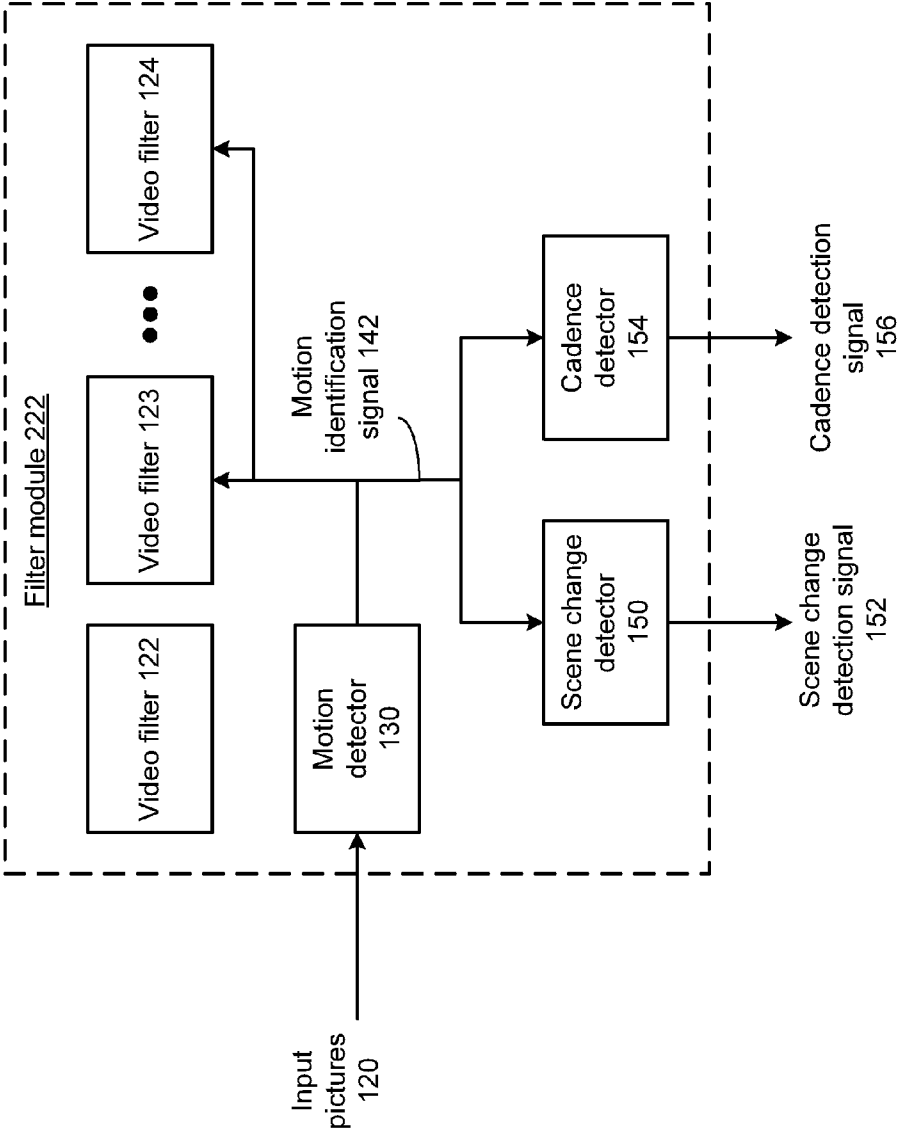 Filter module 222
Video filter 122
Video filter 123
Video filter 124
Input
pictures
120
Motion
detector
130
Motion
identification
signal 142
Scene change
detector
150
Cadence
detector
154
Scene change
detection signal
152
Cadence detection
signal
156